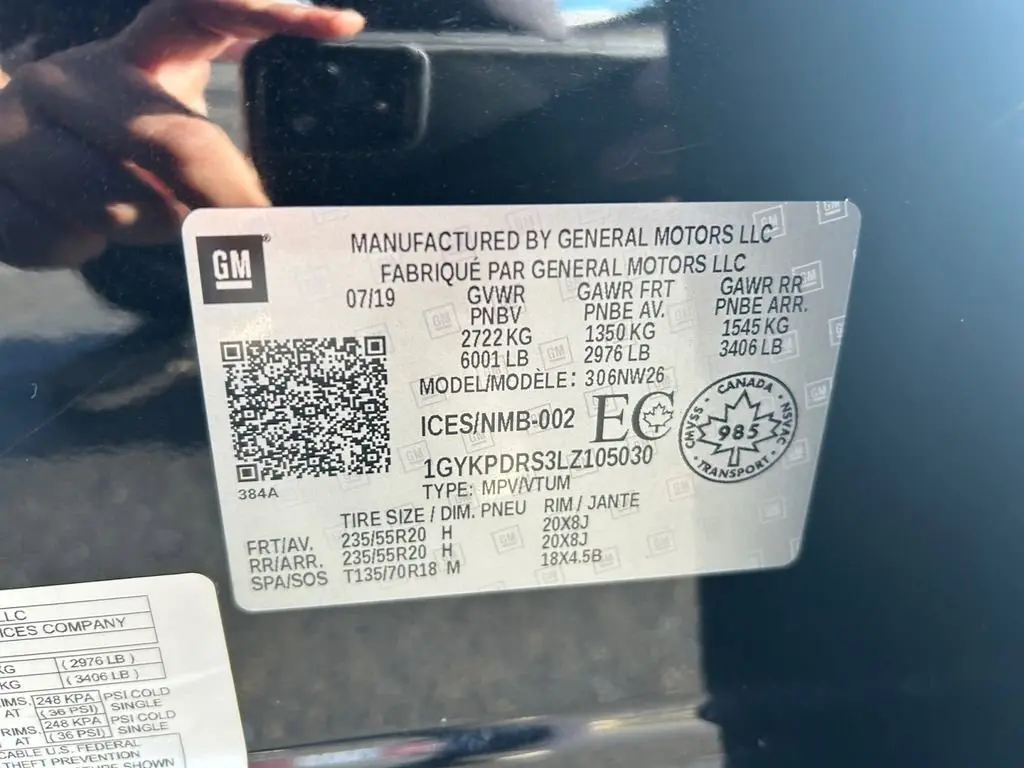 GM
MANUFACTURED BY GENERAL MOTORS LLC
FABRIQUÉ PAR GENERAL MOTORS LLC
07/19 GVWR GAWR FRT GAWR RR
PNBV PNBE AV. PNBE ARR.
2722 KG 1350 KG 1545 KG
6001 LB 2976 LB 3406 LB
MODEL/MODÈLE: 306NW26
ICES/NMB-002 EC
CANADA
CMVSS 985 NSVAC
TRANSPORT
1GYKPDRS3LZ105030
TYPE: MPV/VTUM
384A
TIRE SIZE / DIM. PNEU RIM / JANTE
FRT/AV. 235/55R20 H 20X8J
RR/ARR. 235/55R20 H 20X8J
SPA/SOS T135/70R18 M 18X4.5B
LLC
ICES COMPANY
KG (2976 LB)
KG (3406 LB)
248 KPA PSI COLD
AT (36 PSI) SINGLE
248 KPA PSI COLD
AT (36 PSI) SINGLE
CABLE U.S. FEDERAL
THEFT PREVENTION
SHOWN